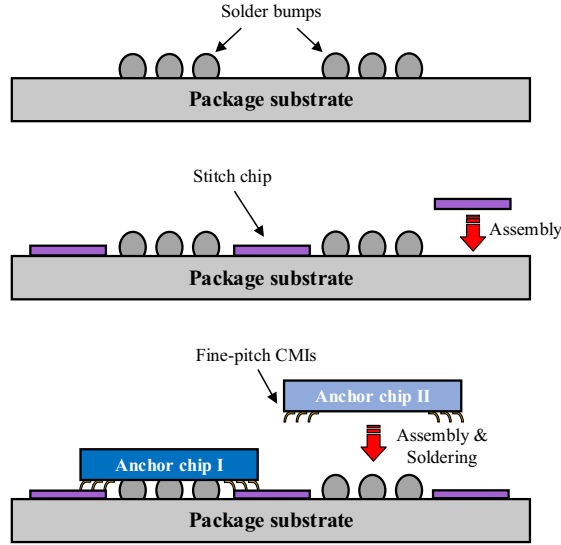 Solder bumps
Package substrate
Stitch chip
Assembly
Package substrate
Fine-pitch CMIs
Anchor chip II
Assembly &
Soldering
Anchor chip I
Package substrate